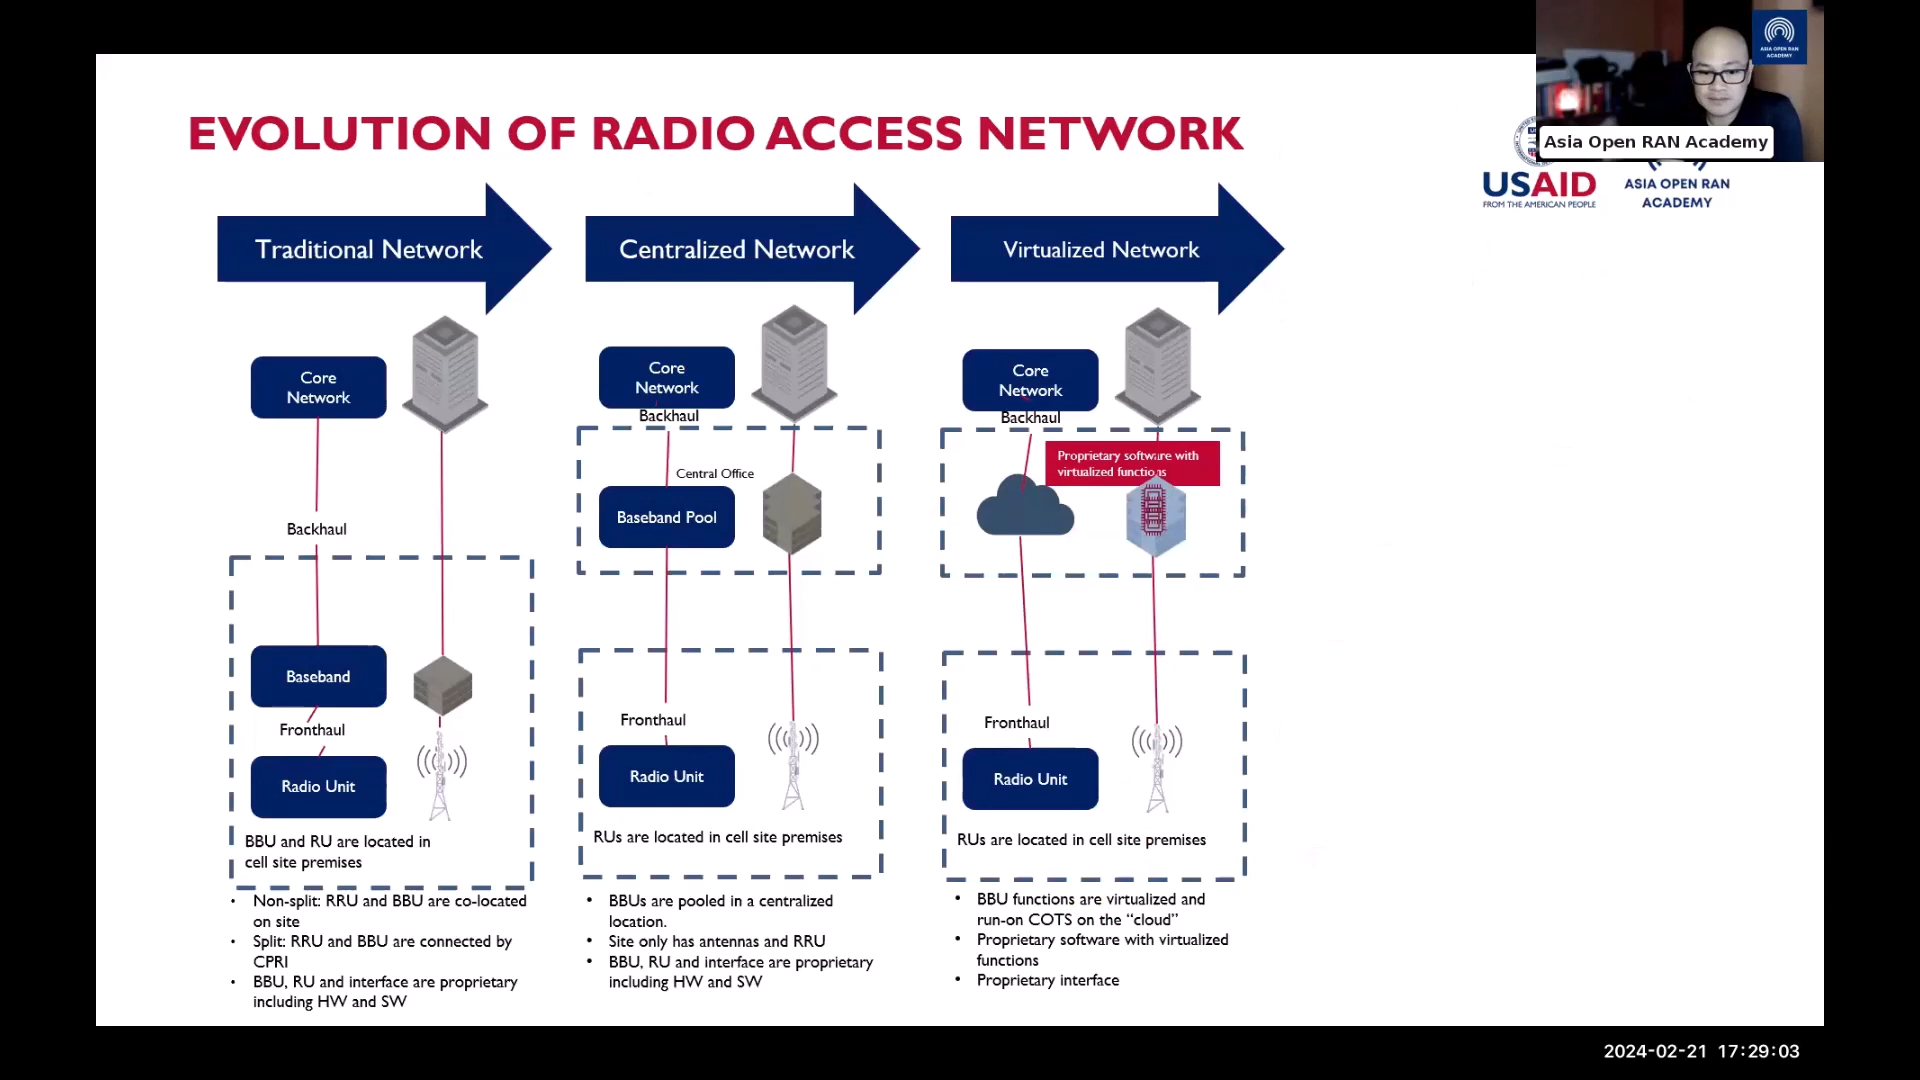 EVOLUTION OF RADIO ACCESS NETWORK
ASIA OPEN RAN
ACADEMY
Asia Open RAN Academy
USAID
FROM THE AMERICAN PEOPLE
ASIA OPEN RAN
ACADEMY
Traditional Network
Core
Network
Backhaul
Baseband
Fronthaul
Radio Unit
BBU and RU are located in
cell site premises
• Non-split: RRU and BBU are co-located
on site
• Split: RRU and BBU are connected by
CPRI
• BBU, RU and interface are proprietary
including HW and SW
Centralized Network
Core
Network
Backhaul
Central Office
Baseband Pool
Fronthaul
Radio Unit
RUs are located in cell site premises
• BBUs are pooled in a centralized
location.
• Site only has antennas and RRU
• BBU, RU and interface are proprietary
including HW and SW
Virtualized Network
Core
Network
Backhaul
Proprietary software with
virtualized functions
Fronthaul
Radio Unit
RUs are located in cell site premises
• BBU functions are virtualized and
run-on COTS on the “cloud”
• Proprietary software with virtualized
functions
• Proprietary interface
2024-02-21 17:29:03